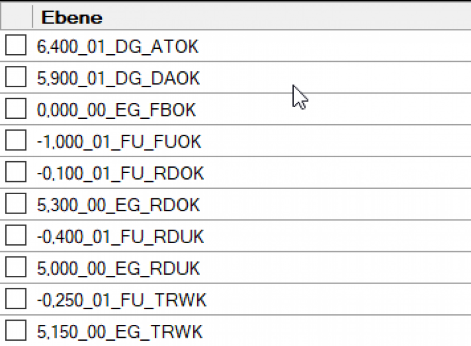 Ebene
6,400_01_DG_ATOK
5,900_01_DG_DAOK
0,000_00_EG_FBOK
-1,000_01_FU_FUOK
-0,100_01_FU_RDOK
5,300_00_EG_RDOK
-0,400_01_FU_RDUK
5,000_00_EG_RDUK
-0,250_01_FU_TRWK
5,150_00_EG_TRWK